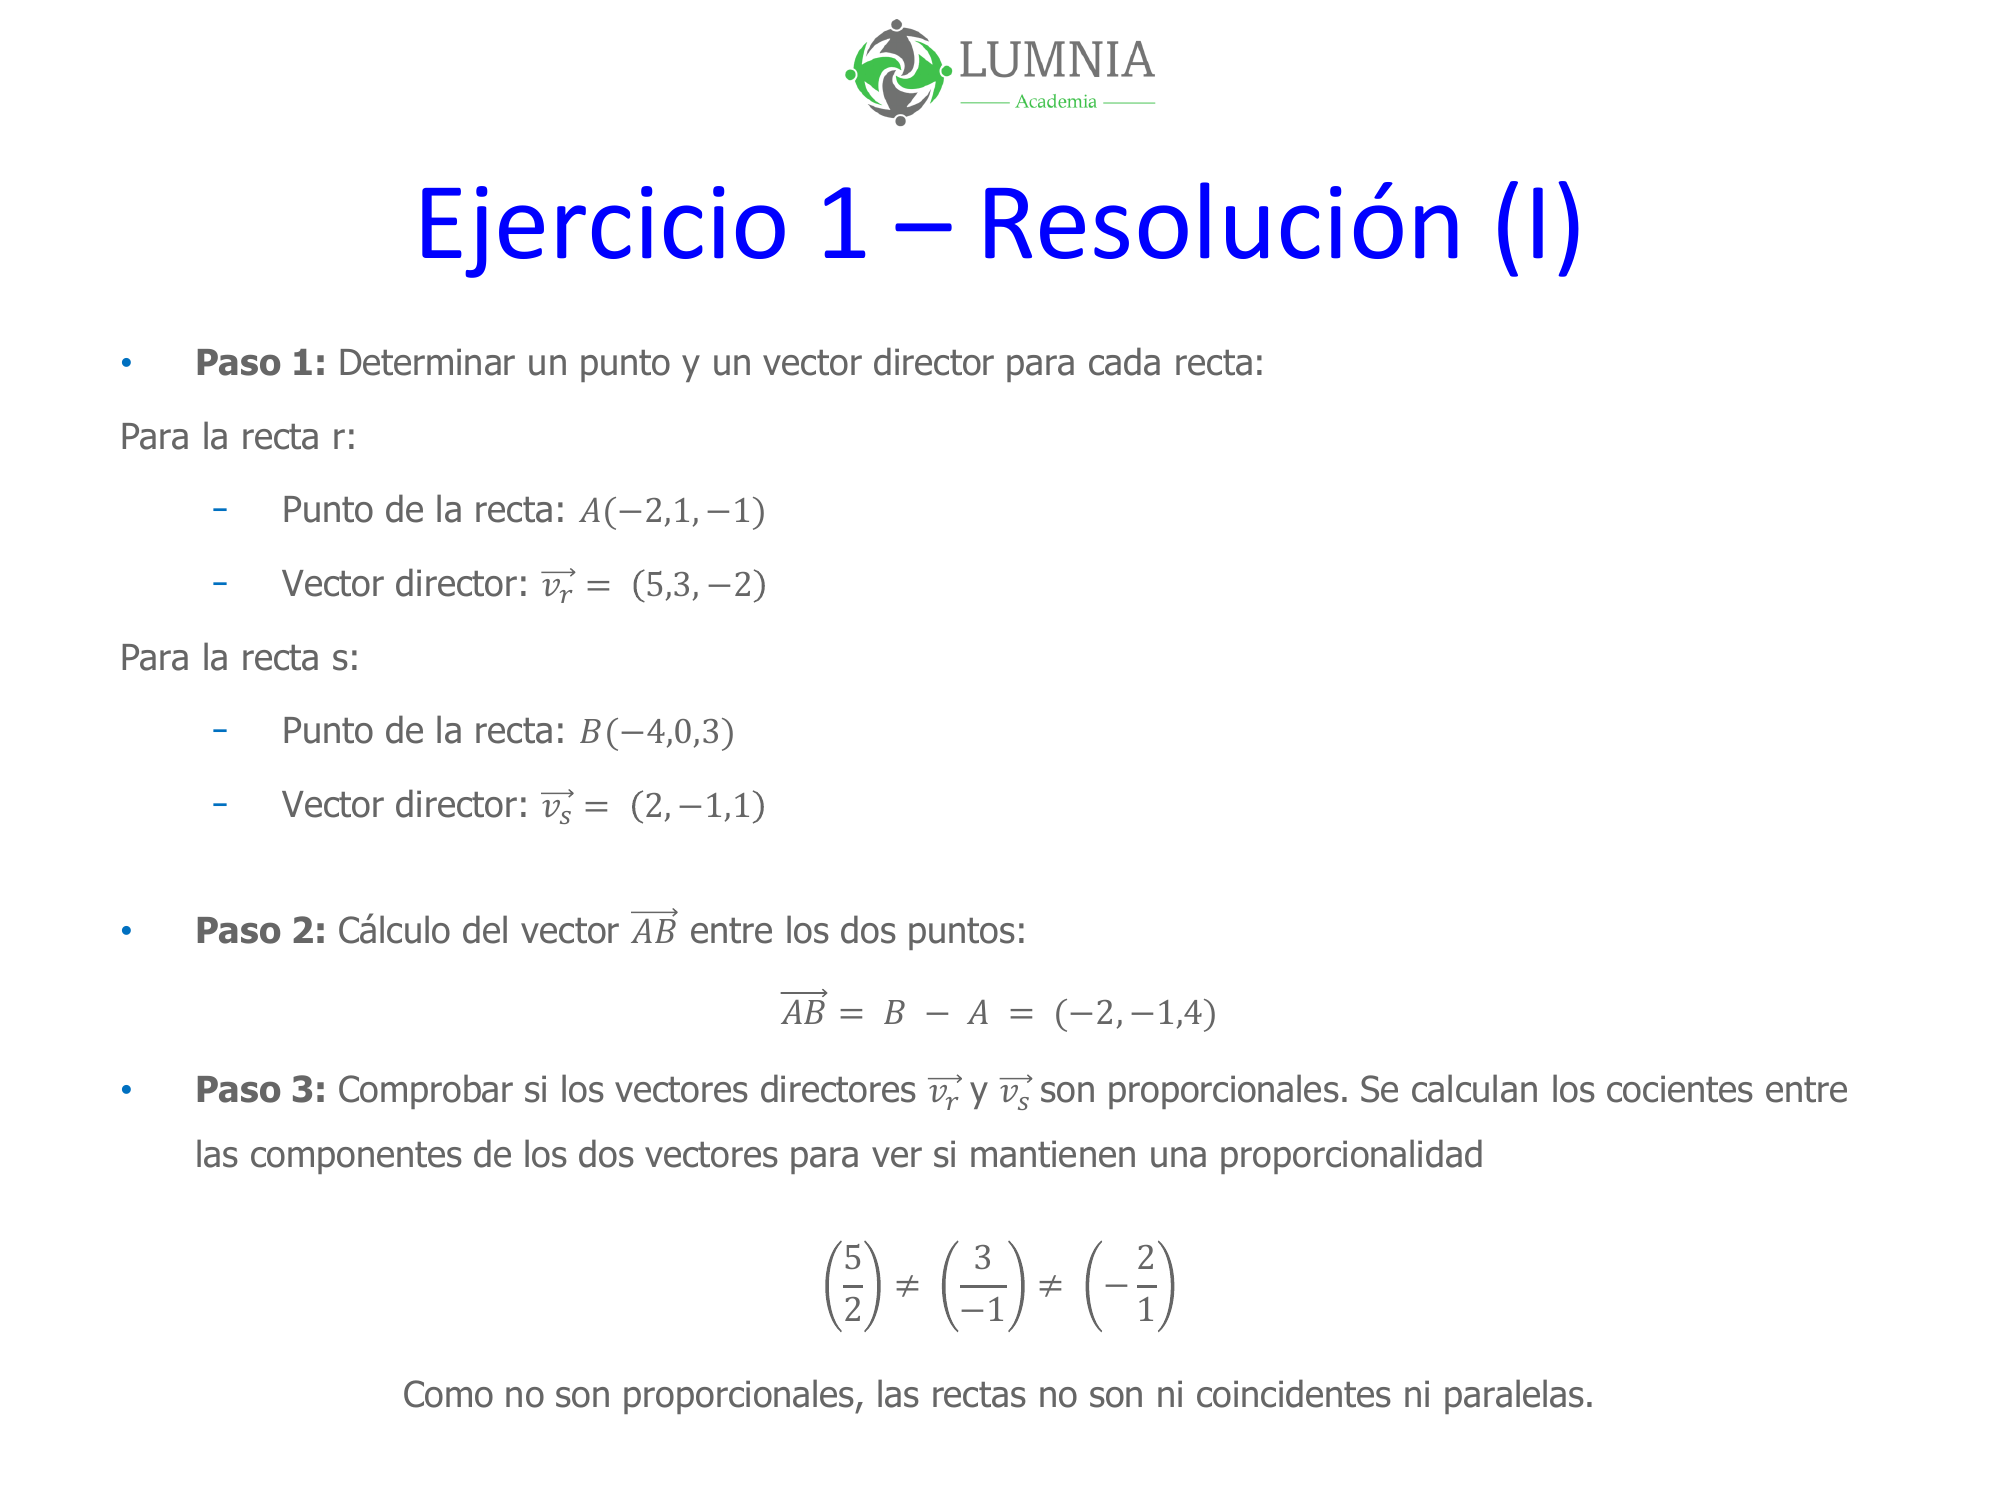 LUMNIA
Academia
Ejercicio 1 – Resolución (I)
• Paso 1: Determinar un punto y un vector director para cada recta:
Para la recta r:
– Punto de la recta: A(−2,1,−1)
– Vector director: \overrightarrow{v_r} = (5,3,−2)
Para la recta s:
– Punto de la recta: B(−4,0,3)
– Vector director: \overrightarrow{v_s} = (2,−1,1)
• Paso 2: Cálculo del vector \overrightarrow{AB} entre los dos puntos:
\overrightarrow{AB} = B − A = (−2,−1,4)
• Paso 3: Comprobar si los vectores directores \overrightarrow{v_r} y \overrightarrow{v_s} son proporcionales. Se calculan los cocientes entre
las componentes de los dos vectores para ver si mantienen una proporcionalidad
\left(\frac{5}{2}\right) ≠ \left(\frac{3}{−1}\right) ≠ \left(−\frac{2}{1}\right)
Como no son proporcionales, las rectas no son ni coincidentes ni paralelas.